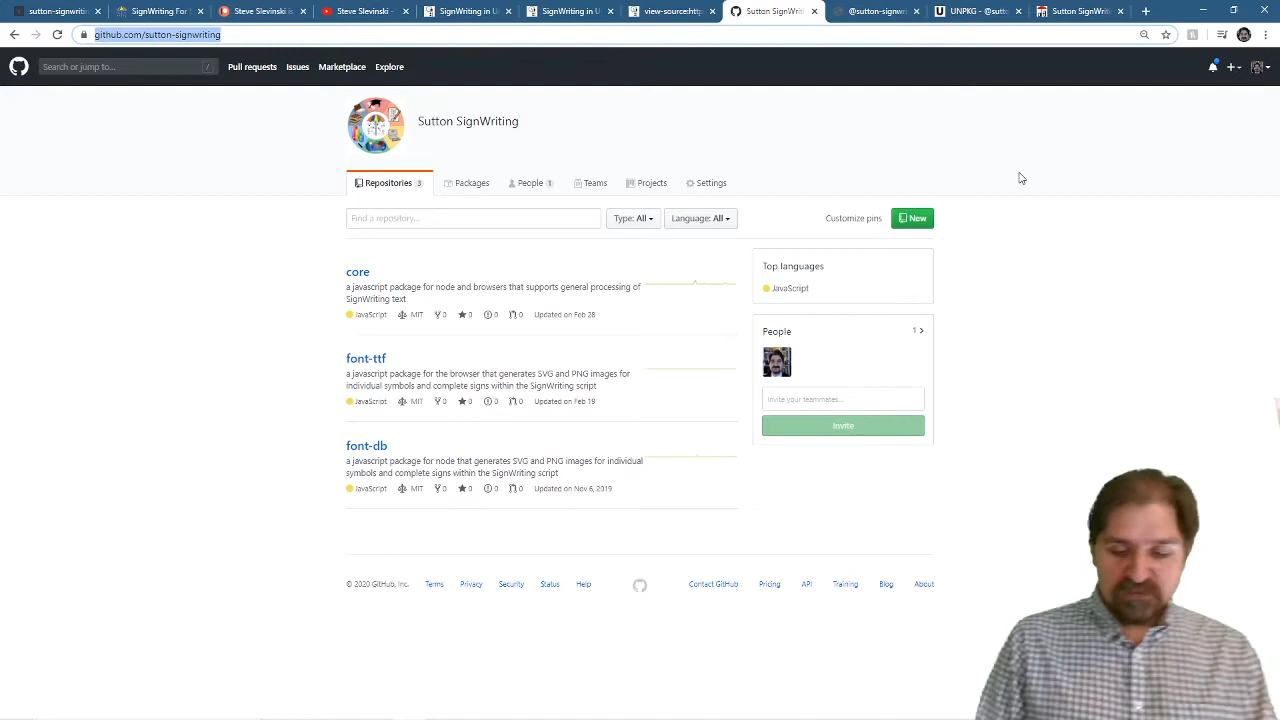 sutton-signwriti
SignWriting For
Steve Slevinski is
Steve Slevinski -
SignWriting in U
SignWriting in U
view-source:http
Sutton SignWriti
@sutton-signwrit
UNPKG - @sutto
Sutton SignWriti
github.com/sutton-signwriting
Search or jump to...
/
Pull requests
Issues
Marketplace
Explore
Sutton SignWriting
Repositories 3
Packages
People 1
Teams
Projects
Settings
Find a repository...
Type: All
Language: All
Customize pins
New
core
a javascript package for node and browsers that supports general processing of
SignWriting text
JavaScript MIT 0 0 0 0 Updated on Feb 28
font-ttf
a javascript package for the browser that generates SVG and PNG images for
individual symbols and complete signs within the SignWriting script
JavaScript MIT 0 0 0 0 Updated on Feb 19
font-db
a javascript package for node that generates SVG and PNG images for individual
symbols and complete signs within the SignWriting script
JavaScript MIT 0 0 0 0 Updated on Nov 6, 2019
Top languages
JavaScript
People
1
Invite your teammates...
Invite
© 2020 GitHub, Inc.
Terms
Privacy
Security
Status
Help
Contact GitHub
Pricing
API
Training
Blog
About